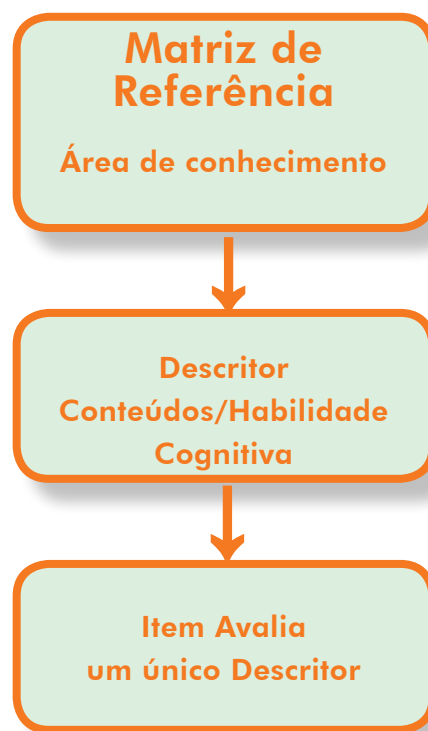 Matriz de
Referência
Área de conhecimento
Descritor
Conteúdos/Habilidade
Cognitiva
Item Avalia
um único Descritor